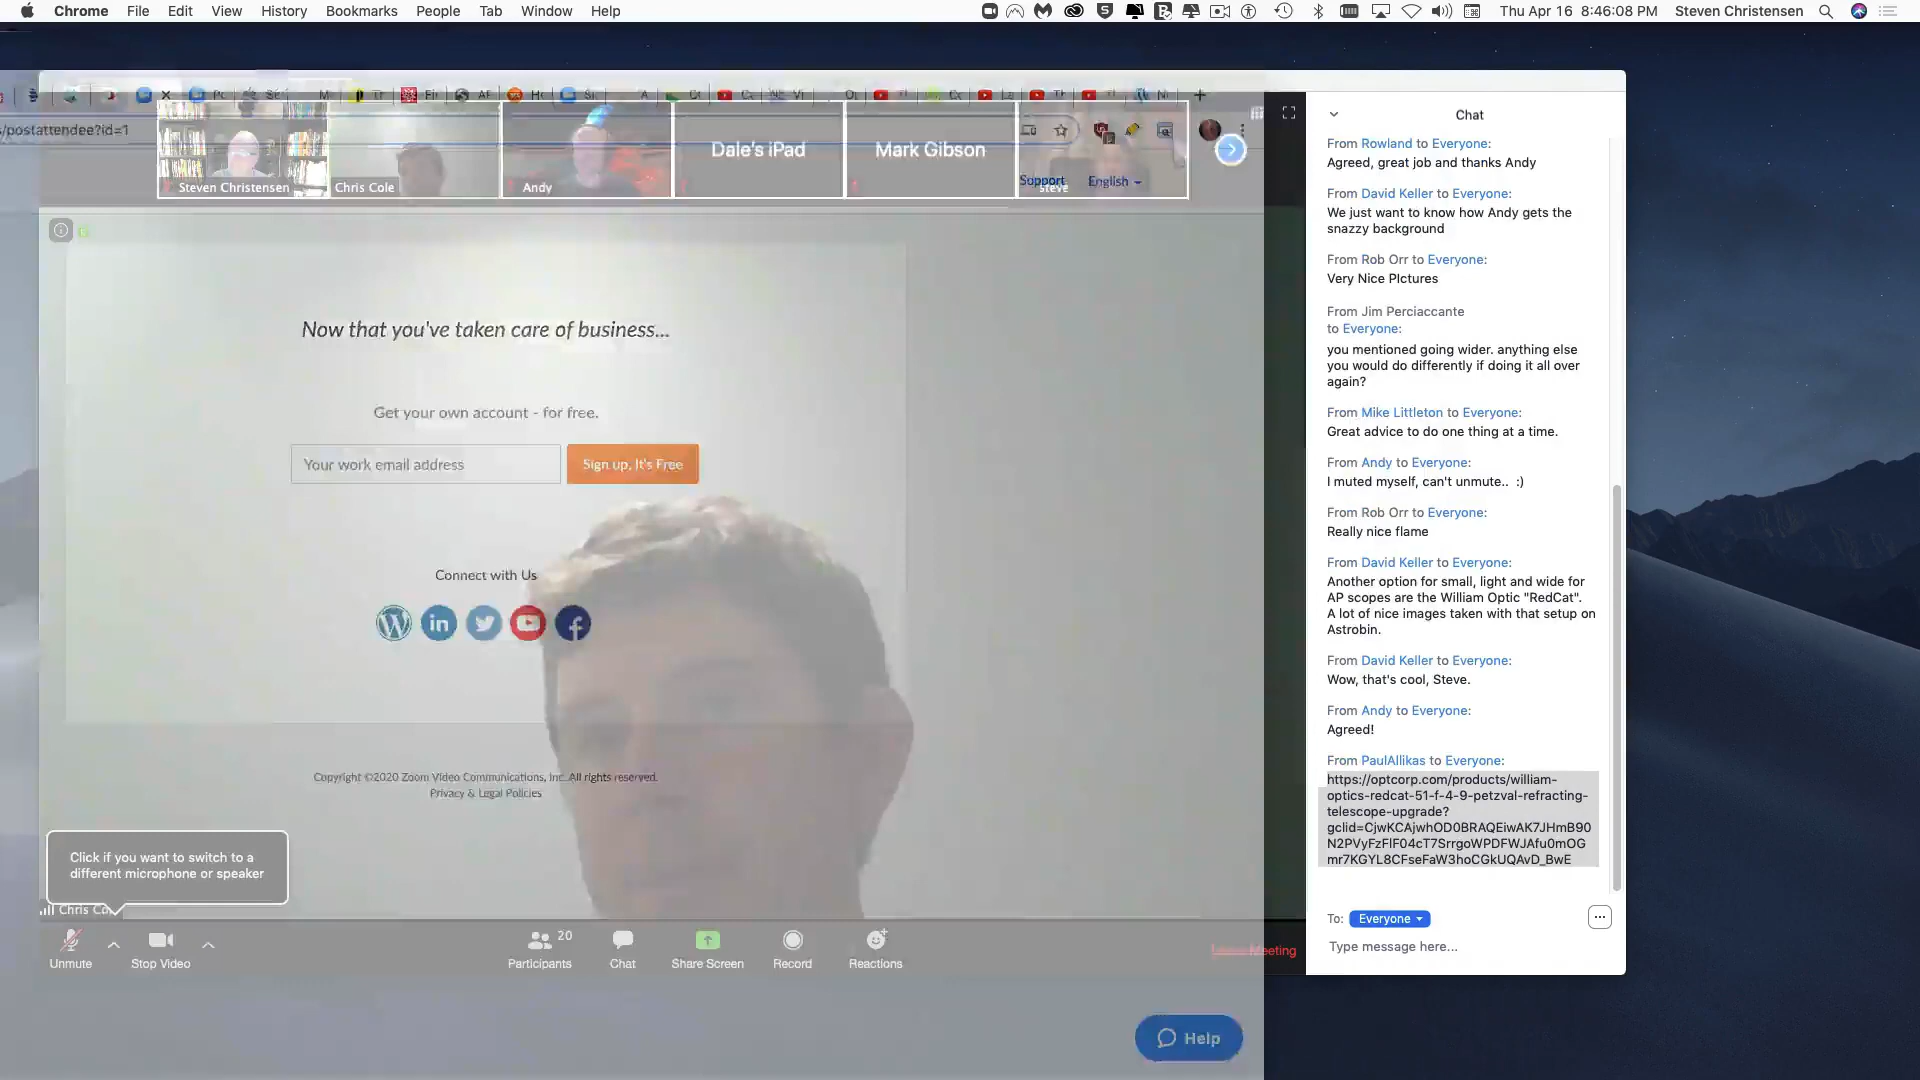 Chrome File Edit View History Bookmarks People Tab Window Help
Thu Apr 16 8:46:08 PM Steven Christensen
/postattendee?id=1
Steven Christensen
Chris Cole
Andy
Dale's iPad
Mark Gibson
Steve
Support English
Now that you've taken care of business...
Get your own account - for free.
Your work email address
Sign up, It's Free
Connect with Us
Copyright ©2020 Zoom Video Communications, Inc. All rights reserved.
Privacy & Legal Policies
Click if you want to switch to a
different microphone or speaker
Chris
Unmute
Stop Video
20
Participants
Chat
Share Screen
Record
Reactions
Leave Meeting
Help
Chat
From Rowland to Everyone:
Agreed, great job and thanks Andy
From David Keller to Everyone:
We just want to know how Andy gets the
snazzy background
From Rob Orr to Everyone:
Very Nice PIctures
From Jim Perciaccante
to Everyone:
you mentioned going wider. anything else
you would do differently if doing it all over
again?
From Mike Littleton to Everyone:
Great advice to do one thing at a time.
From Andy to Everyone:
I muted myself, can't unmute.. :)
From Rob Orr to Everyone:
Really nice flame
From David Keller to Everyone:
Another option for small, light and wide for
AP scopes are the William Optic "RedCat".
A lot of nice images taken with that setup on
Astrobin.
From David Keller to Everyone:
Wow, that's cool, Steve.
From Andy to Everyone:
Agreed!
From PaulAllikas to Everyone:
https://optcorp.com/products/william-
optics-redcat-51-f-4-9-petzval-refracting-
telescope-upgrade?
gclid=CjwKCAjwhOD0BRAQEiwAK7JHmB90
N2PVyFzFlF04cT7SrrgoWPDFWJAfu0mOG
mr7KGYL8CFseFaW3hoCGkUQAvD_BwE
To: Everyone
Type message here...